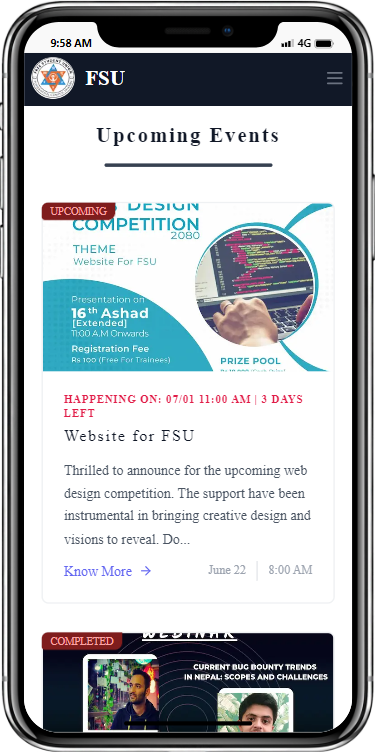 9:58 AM
4G
FSU
Upcoming Events
UPCOMING
DESIGN
COMPETITION
2080
THEME
Website For FSU
Presentation on
16th Ashad
[Extended]
11:00 A.M Onwards
Registration Fee
Rs 100 (Free For Trainees)
PRIZE POOL
HAPPENING ON: 07/01 11:00 AM | 3 DAYS
LEFT
Website for FSU
Thrilled to announce for the upcoming web
design competition. The support have been
instrumental in bringing creative design and
visions to reveal. Do...
Know More →
June 22
8:00 AM
COMPLETED
WEBINAR
CURRENT BUG BOUNTY TRENDS
IN NEPAL: SCOPES AND CHALLENGES